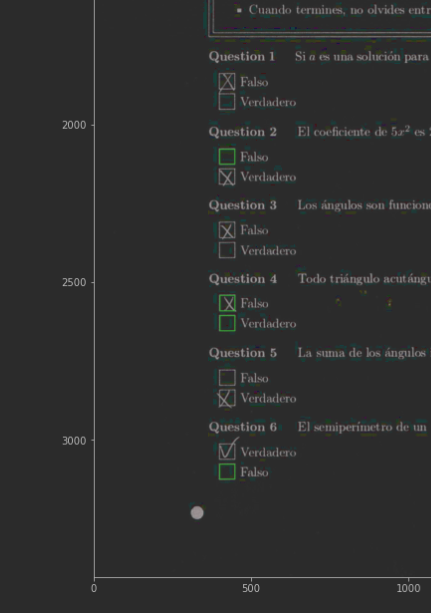 Cuando termines, no olvides entr
Question 1 Si a es una solución para
Falso
Verdadero
2000
Question 2 El coeficiente de 5x² es
Falso
Verdadero
Question 3 Los ángulos son funcione
Falso
Verdadero
2500
Question 4 Todo triángulo acutángu
Falso
Verdadero
Question 5 La suma de los ángulos
Falso
Verdadero
3000
Question 6 El semiperímetro de un
Verdadero
Falso
0 500 1000